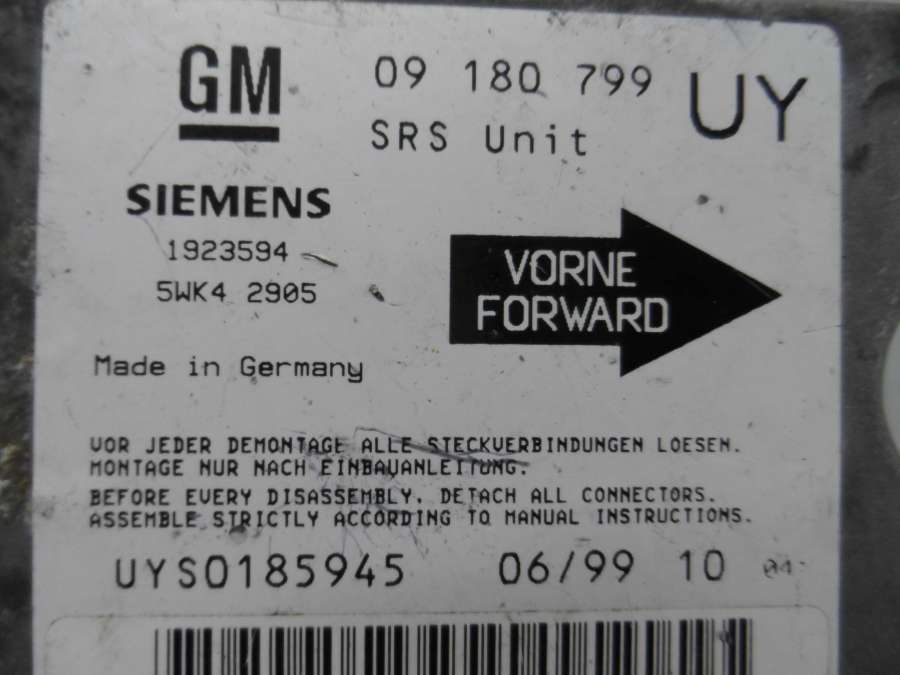 GM 09 180 799 UY
SRS Unit
SIEMENS
1923594
5WK4 2905
VORNE
FORWARD
Made in Germany
VOR JEDER DEMONTAGE ALLE STECKVERBINDUNGEN LOESEN.
MONTAGE NUR NACH EINBAUANLEITUNG.
BEFORE EVERY DISASSEMBLY, DETACH ALL CONNECTORS.
ASSEMBLE STRICTLY ACCORDING TO MANUAL INSTRUCTIONS.
UYS0185945 06/99 10